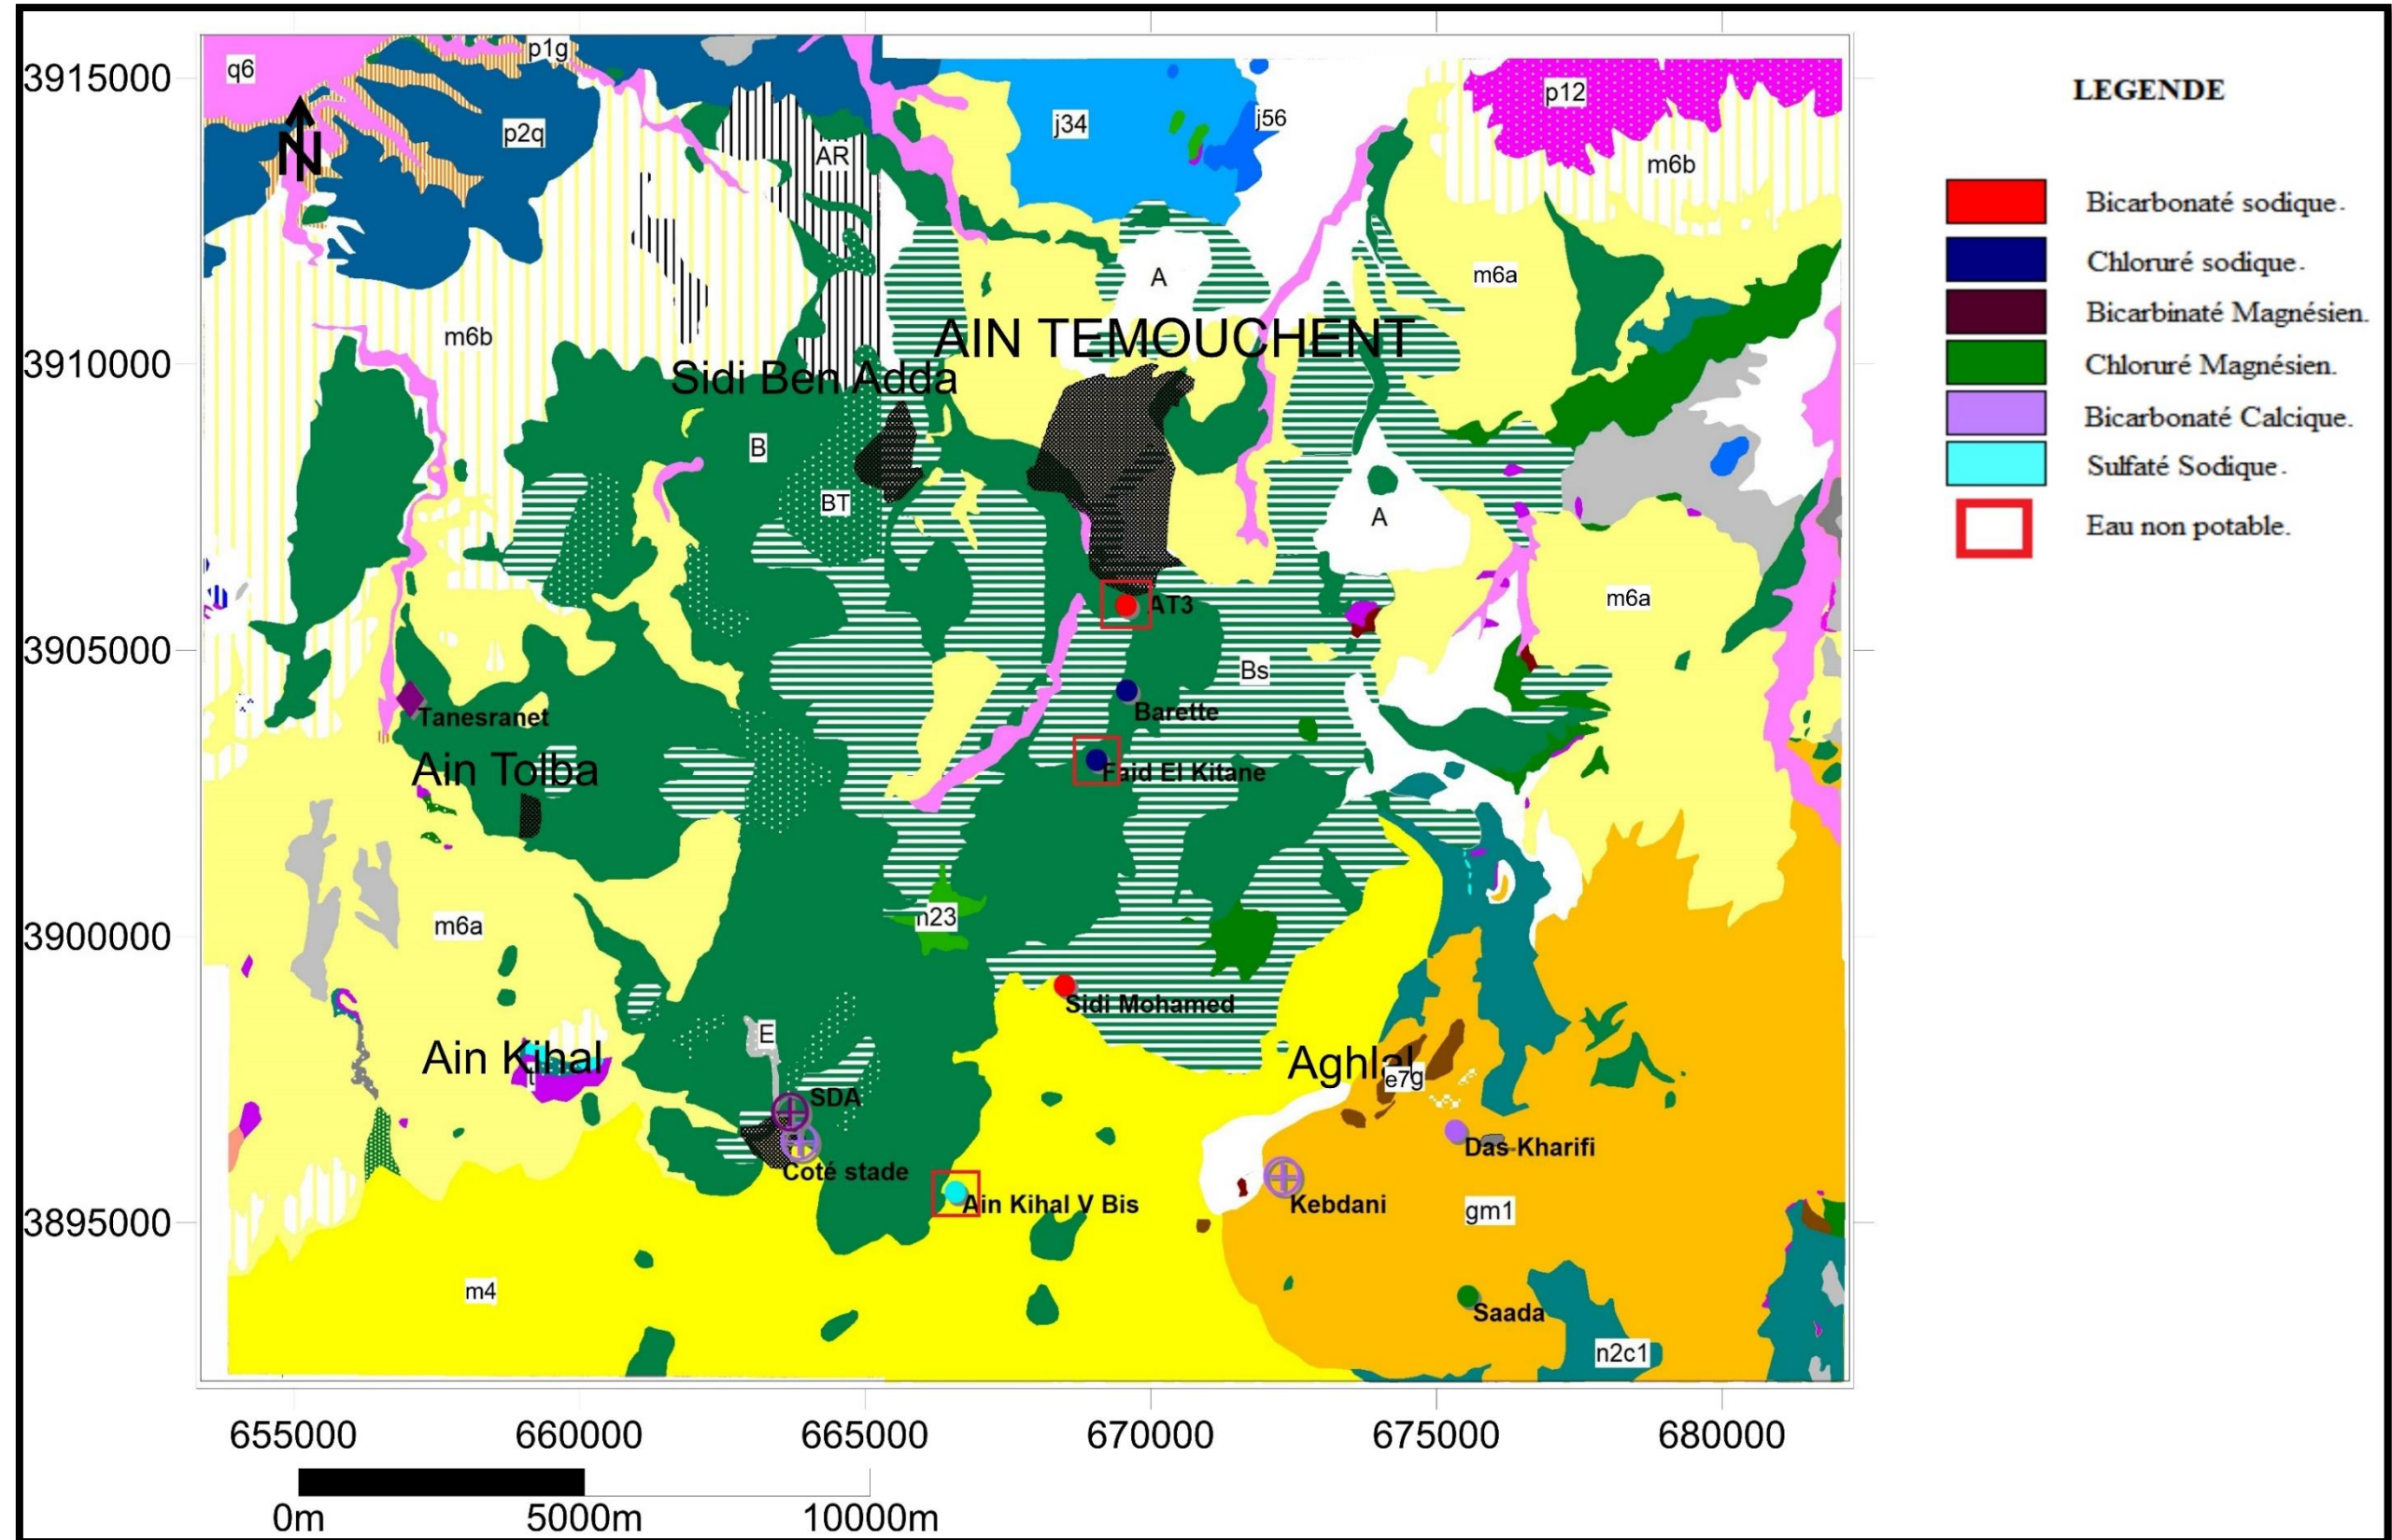 3915000
3910000
3905000
3900000
3895000
655000
660000
665000
670000
675000
680000
0m
5000m
10000m
N
q6
p1g
p2q
AR
j34
j56
p12
m6b
A
m6a
m6b
AIN TEMOUCHENT
Sidi Ben Adda
B
BT
A
m6a
AT3
Bs
Barette
Tanesranet
Ain Tolba
Faid El Kitane
n23
m6a
Sidi Mohamed
E
Ain Kihal
t
Aghlal
e7g
SDA
Coté stade
Das-Kharifi
Ain Kihal V Bis
Kebdani
gm1
m4
Saada
n2c1
LEGENDE
Bicarbonaté sodique.
Chloruré sodique.
Bicarbinaté Magnésien.
Chloruré Magnésien.
Bicarbonaté Calcique.
Sulfaté Sodique.
Eau non potable.